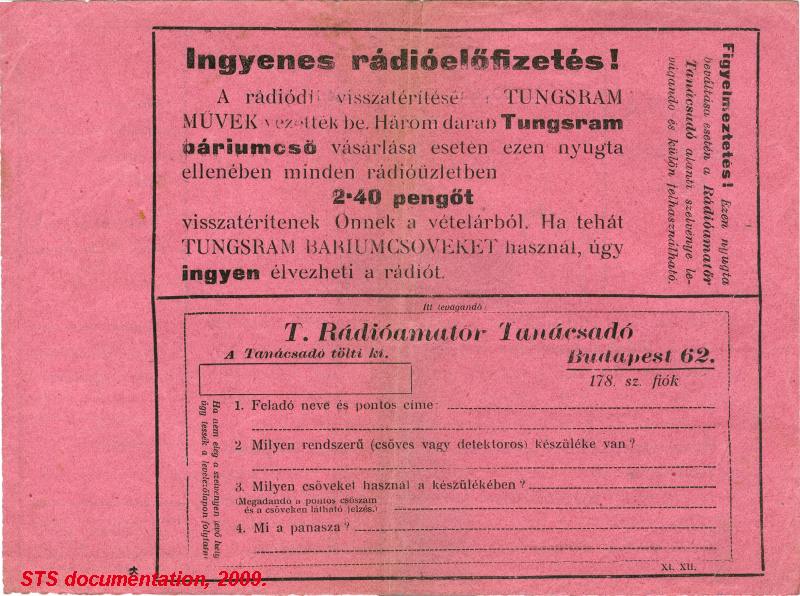 Ingyenes rádióelőfizetés!
A rádiódíj visszatérítését a TUNGSRAM
MŰVEK vezették be. Három darab Tungsram
báriumcső vásárlása esetén ezen nyugta
ellenében minden rádióüzletben
2·40 pengőt
visszatérítenek Önnek a vételárból. Ha tehát
TUNGSRAM BARIUMCSÖVEKET használ, úgy
ingyen élvezheti a rádiót.
Figyelmeztetés! Ezen nyugta
beváltása esetén a Rádióamatőr
Tanácsadó alanti szelvénye le-
vágandó és külön felhasználható.
Itt levágandó!
T. Rádióamatőr Tanácsadó
A Tanácsadó tölti ki.
Budapest 62.
178. sz. fiók
1. Feladó neve és pontos címe:
2 Milyen rendszerű (csöves vagy detektoros) készüléke van?
3. Milyen csöveket használ a készülékében?
(Megadandó a pontos csőszám
és a csöveken látható jelzés.)
4. Mi a panasza?
Ha nem elég a szelvényen levő hely
úgy tessék a levelezőlapon folytatni
XI. XII.
STS documentation, 2009.